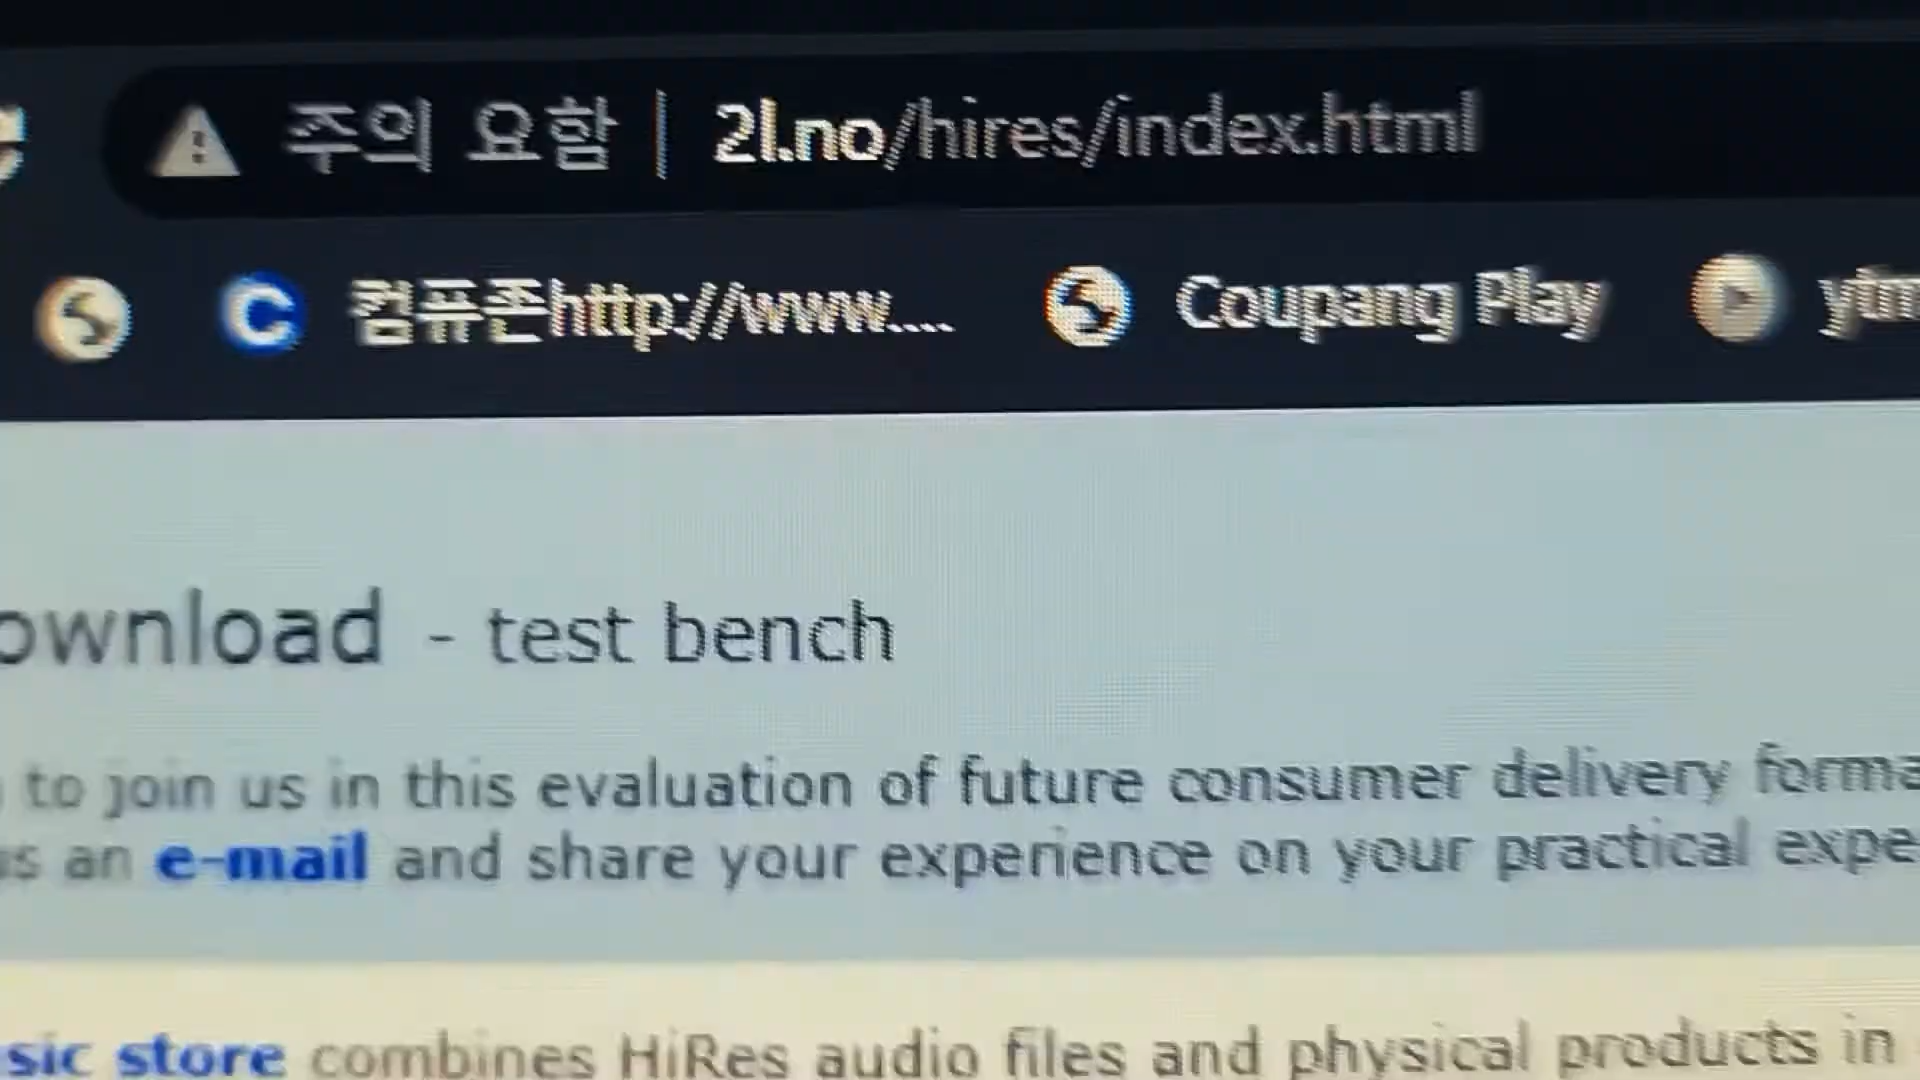 주의 요함 | 2l.no/hires/index.html
컴퓨존http://www.... Coupang Play ytm
ownload - test bench
to join us in this evaluation of future consumer delivery forma
us an e-mail and share your experience on your practical expe
sic store combines HiRes audio files and physical products in